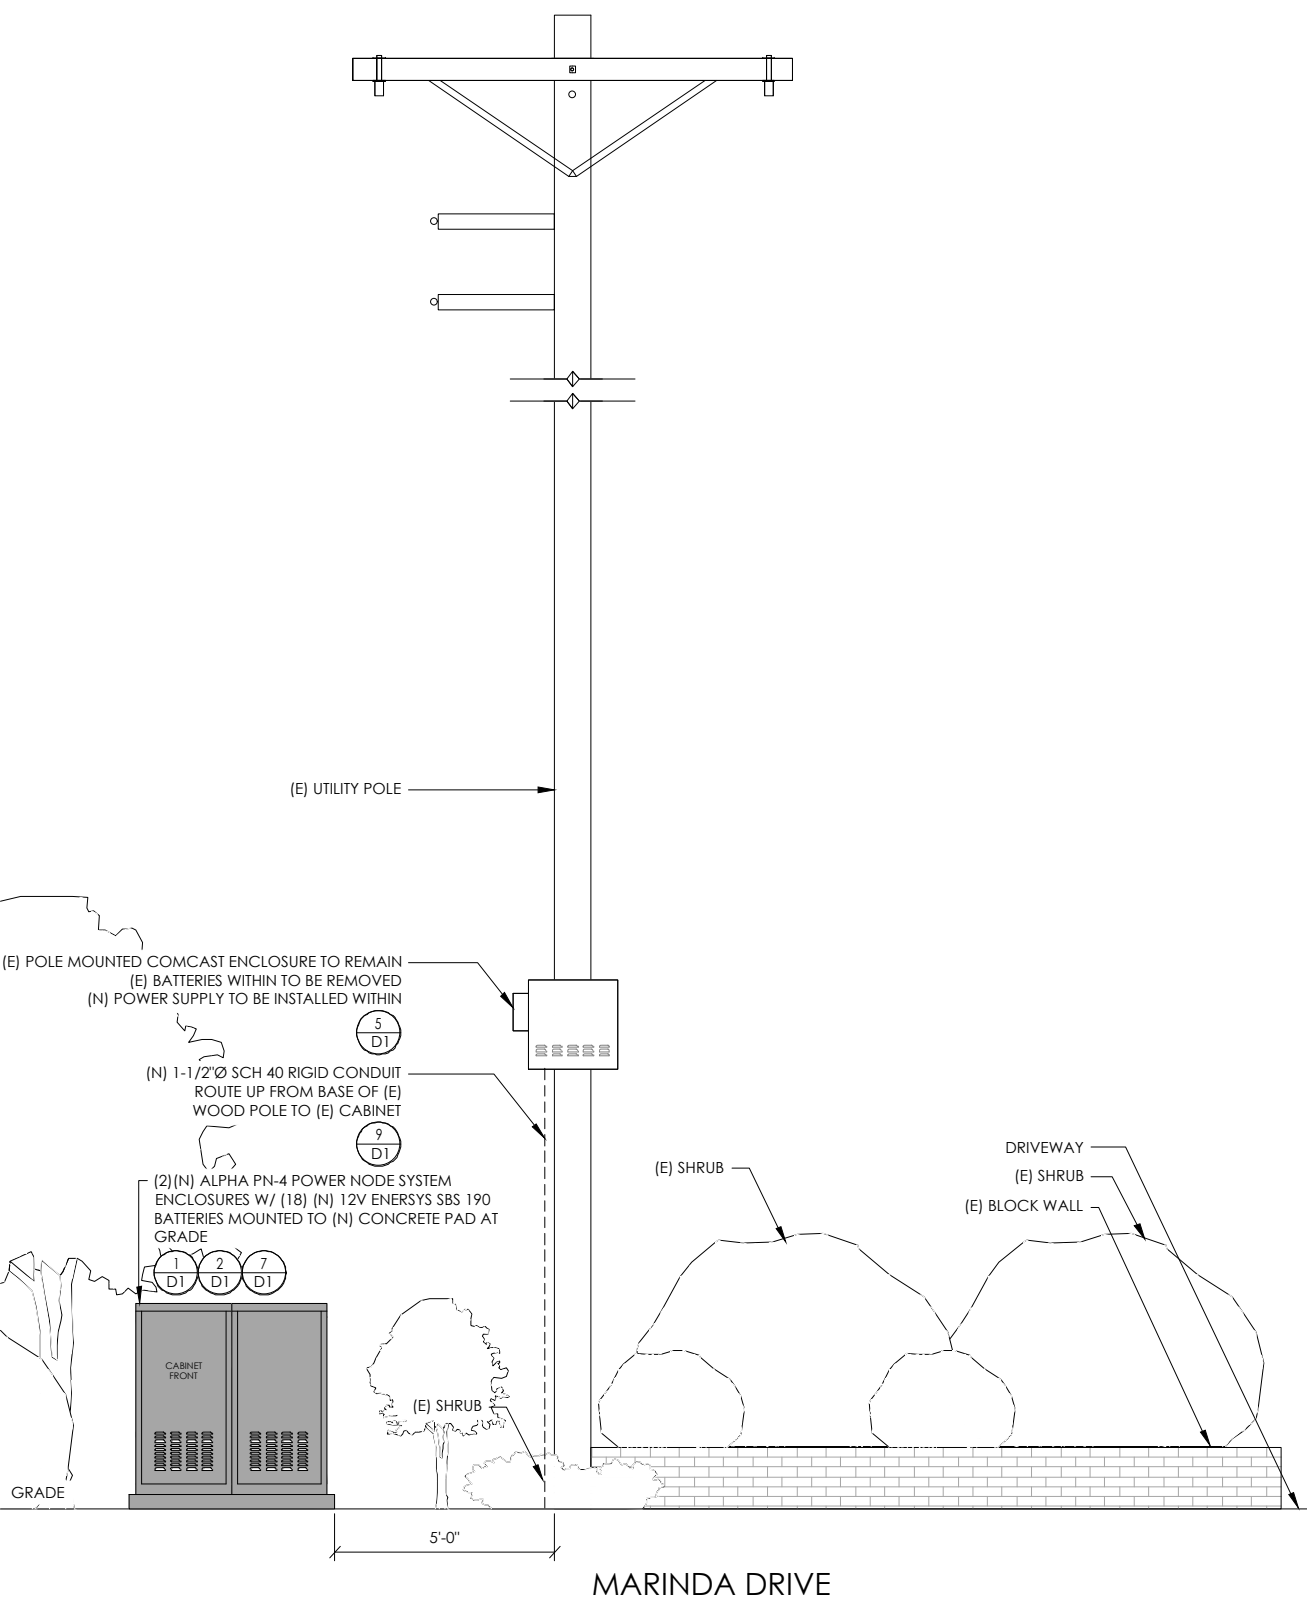 (E) UTILITY POLE
(E) POLE MOUNTED COMCAST ENCLOSURE TO REMAIN
(E) BATTERIES WITHIN TO BE REMOVED
(N) POWER SUPPLY TO BE INSTALLED WITHIN
5
D1
(N) 1-1/2"Ø SCH 40 RIGID CONDUIT
ROUTE UP FROM BASE OF (E)
WOOD POLE TO (E) CABINET
9
D1
(2)(N) ALPHA PN-4 POWER NODE SYSTEM
ENCLOSURES W/ (18) (N) 12V ENERSYS SBS 190
BATTERIES MOUNTED TO (N) CONCRETE PAD AT
GRADE
1
D1
2
D1
7
D1
(E) SHRUB
DRIVEWAY
(E) SHRUB
(E) BLOCK WALL
CABINET
FRONT
(E) SHRUB
GRADE
5'-0"
MARINDA DRIVE